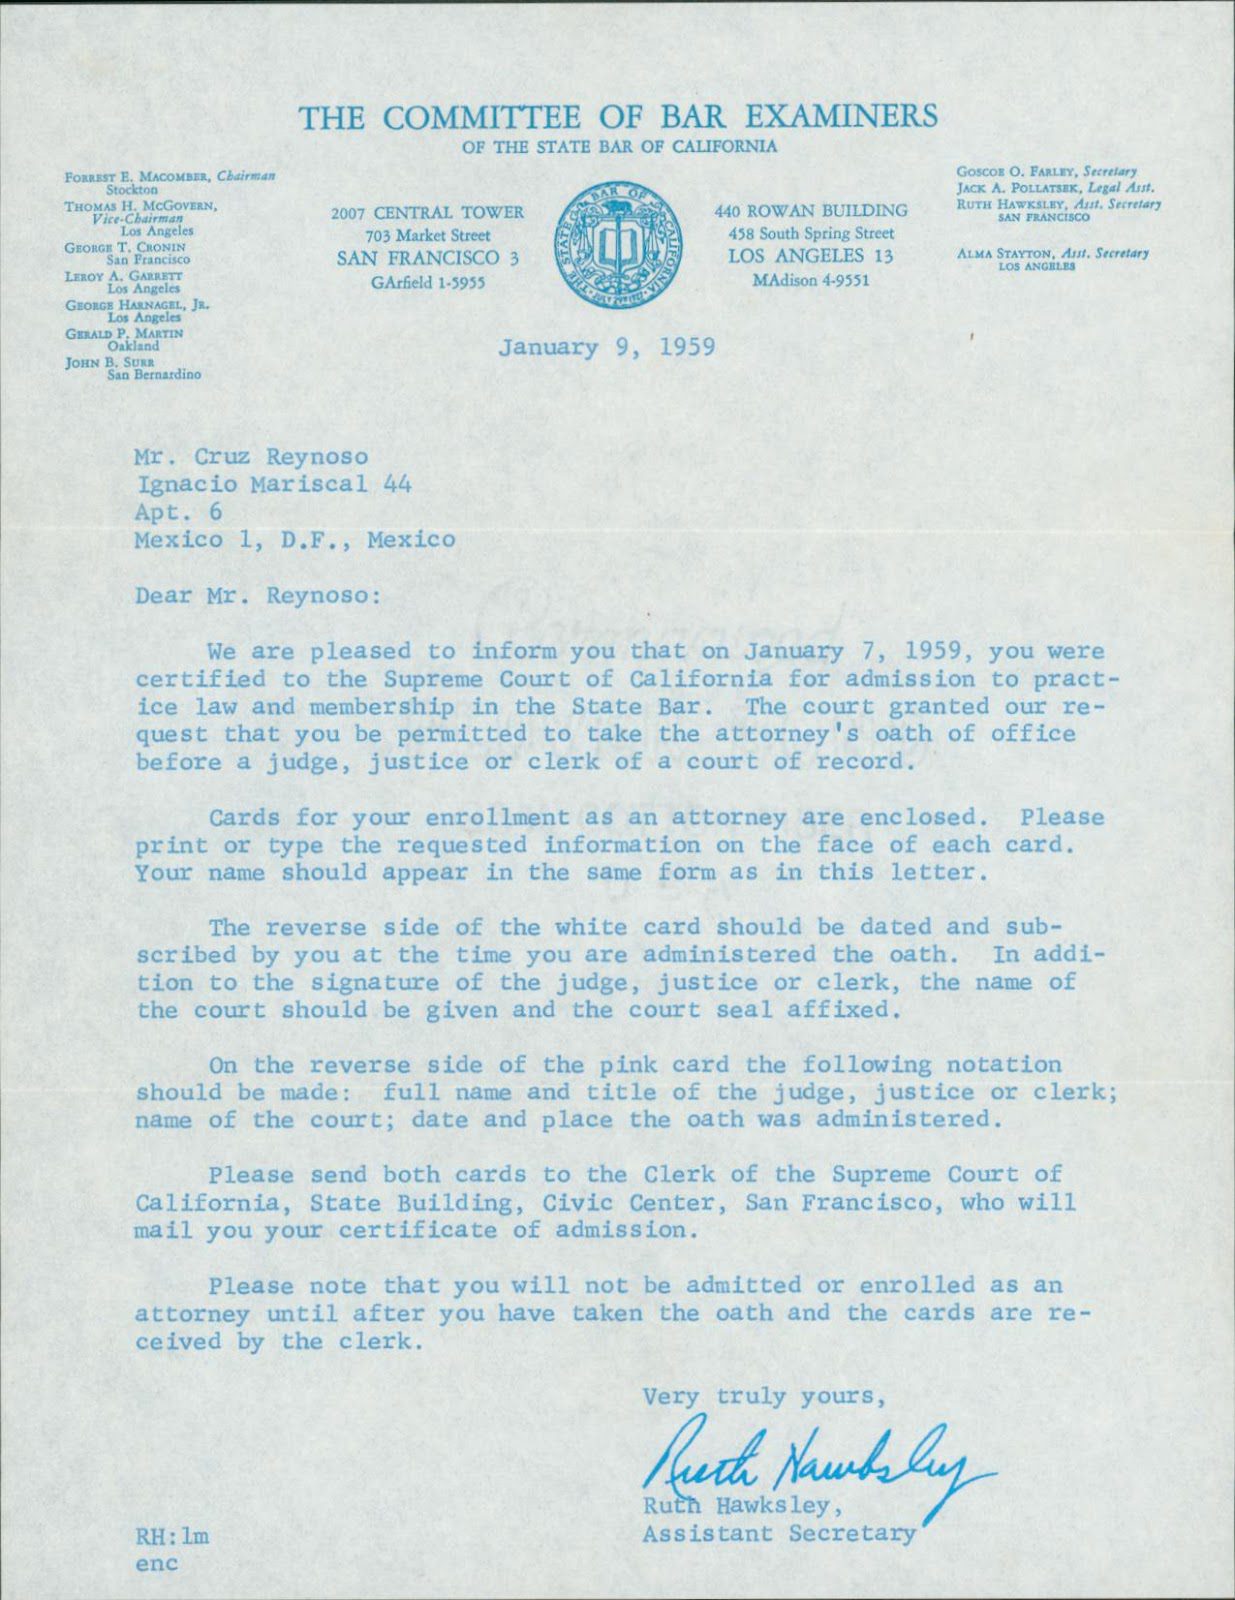 THE COMMITTEE OF BAR EXAMINERS
OF THE STATE BAR OF CALIFORNIA
FORREST E. MACOMBER, Chairman
Stockton
THOMAS H. MCGOVERN,
Vice-Chairman
Los Angeles
GEORGE T. CRONIN
San Francisco
LEROY A. GARRETT
Los Angeles
GEORGE HARNAGEL, JR.
Los Angeles
GERALD P. MARTIN
Oakland
JOHN B. SURR
San Bernardino
2007 CENTRAL TOWER
703 Market Street
SAN FRANCISCO 3
GArfield 1-5955
THE STATE BAR OF CALIFORNIA
440 ROWAN BUILDING
458 South Spring Street
LOS ANGELES 13
MAdison 4-9551
GOSCOE O. FARLEY, Secretary
JACK A. POLLATSEK, Legal Asst.
RUTH HAWKSLEY, Asst. Secretary
SAN FRANCISCO
ALMA STAYTON, Asst. Secretary
LOS ANGELES
January 9, 1959
Mr. Cruz Reynoso
Ignacio Mariscal 44
Apt. 6
Mexico 1, D.F., Mexico
Dear Mr. Reynoso:
We are pleased to inform you that on January 7, 1959, you were
certified to the Supreme Court of California for admission to pract-
ice law and membership in the State Bar. The court granted our re-
quest that you be permitted to take the attorney's oath of office
before a judge, justice or clerk of a court of record.
Cards for your enrollment as an attorney are enclosed. Please
print or type the requested information on the face of each card.
Your name should appear in the same form as in this letter.
The reverse side of the white card should be dated and sub-
scribed by you at the time you are administered the oath. In addi-
tion to the signature of the judge, justice or clerk, the name of
the court should be given and the court seal affixed.
On the reverse side of the pink card the following notation
should be made: full name and title of the judge, justice or clerk;
name of the court; date and place the oath was administered.
Please send both cards to the Clerk of the Supreme Court of
California, State Building, Civic Center, San Francisco, who will
mail you your certificate of admission.
Please note that you will not be admitted or enrolled as an
attorney until after you have taken the oath and the cards are re-
ceived by the clerk.
Very truly yours,
Ruth Hawksley
Ruth Hawksley,
Assistant Secretary
RH:lm
enc